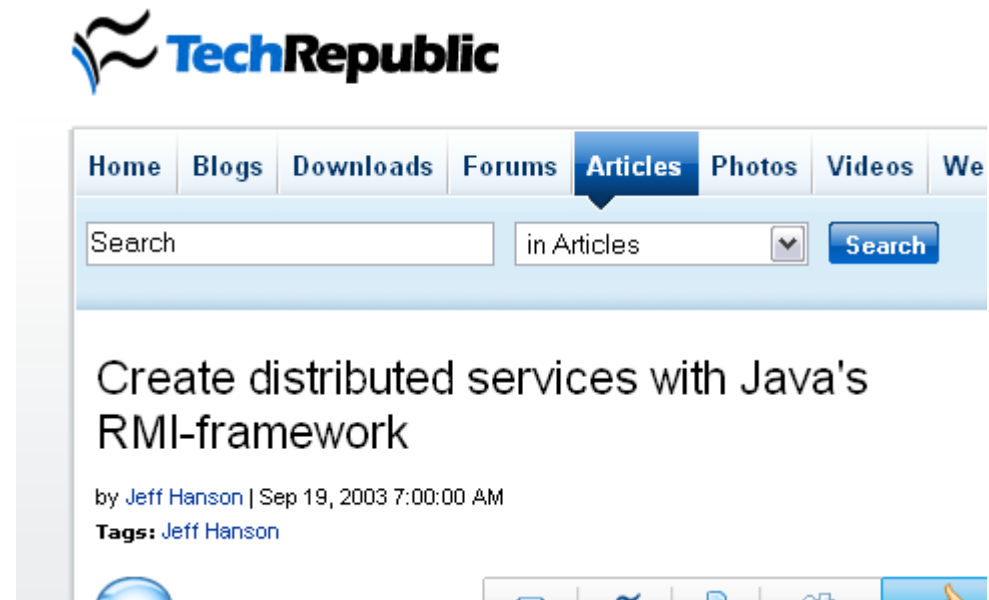 TechRepublic
Home Blogs Downloads Forums Articles Photos Videos We
Search in Articles Search
Create distributed services with Java's
RMI-framework
by Jeff Hanson | Sep 19, 2003 7:00:00 AM
Tags: Jeff Hanson